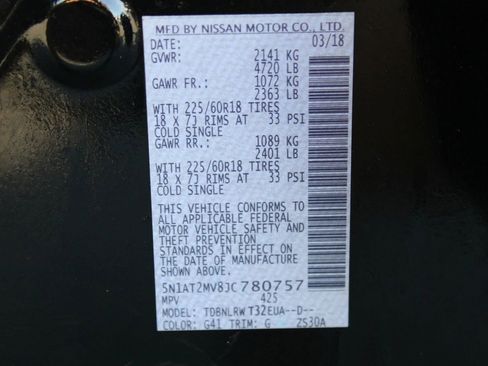 MFD BY NISSAN MOTOR CO., LTD.
DATE: 03/18
GVWR: 2141 KG
4720 LB
GAWR FR.: 1072 KG
2363 LB
WITH 225/60R18 TIRES
18 X 7J RIMS AT 33 PSI
COLD SINGLE
GAWR RR.: 1089 KG
2401 LB
WITH 225/60R18 TIRES
18 X 7J RIMS AT 33 PSI
COLD SINGLE
THIS VEHICLE CONFORMS TO
ALL APPLICABLE FEDERAL
MOTOR VEHICLE SAFETY AND
THEFT PREVENTION
STANDARDS IN EFFECT ON
THE DATE OF MANUFACTURE
SHOWN ABOVE.
5N1AT2MV8JC780757
MPV 425
MODEL: TDBNLRW T32EUA--D--
COLOR: G41 TRIM: G ZS30A